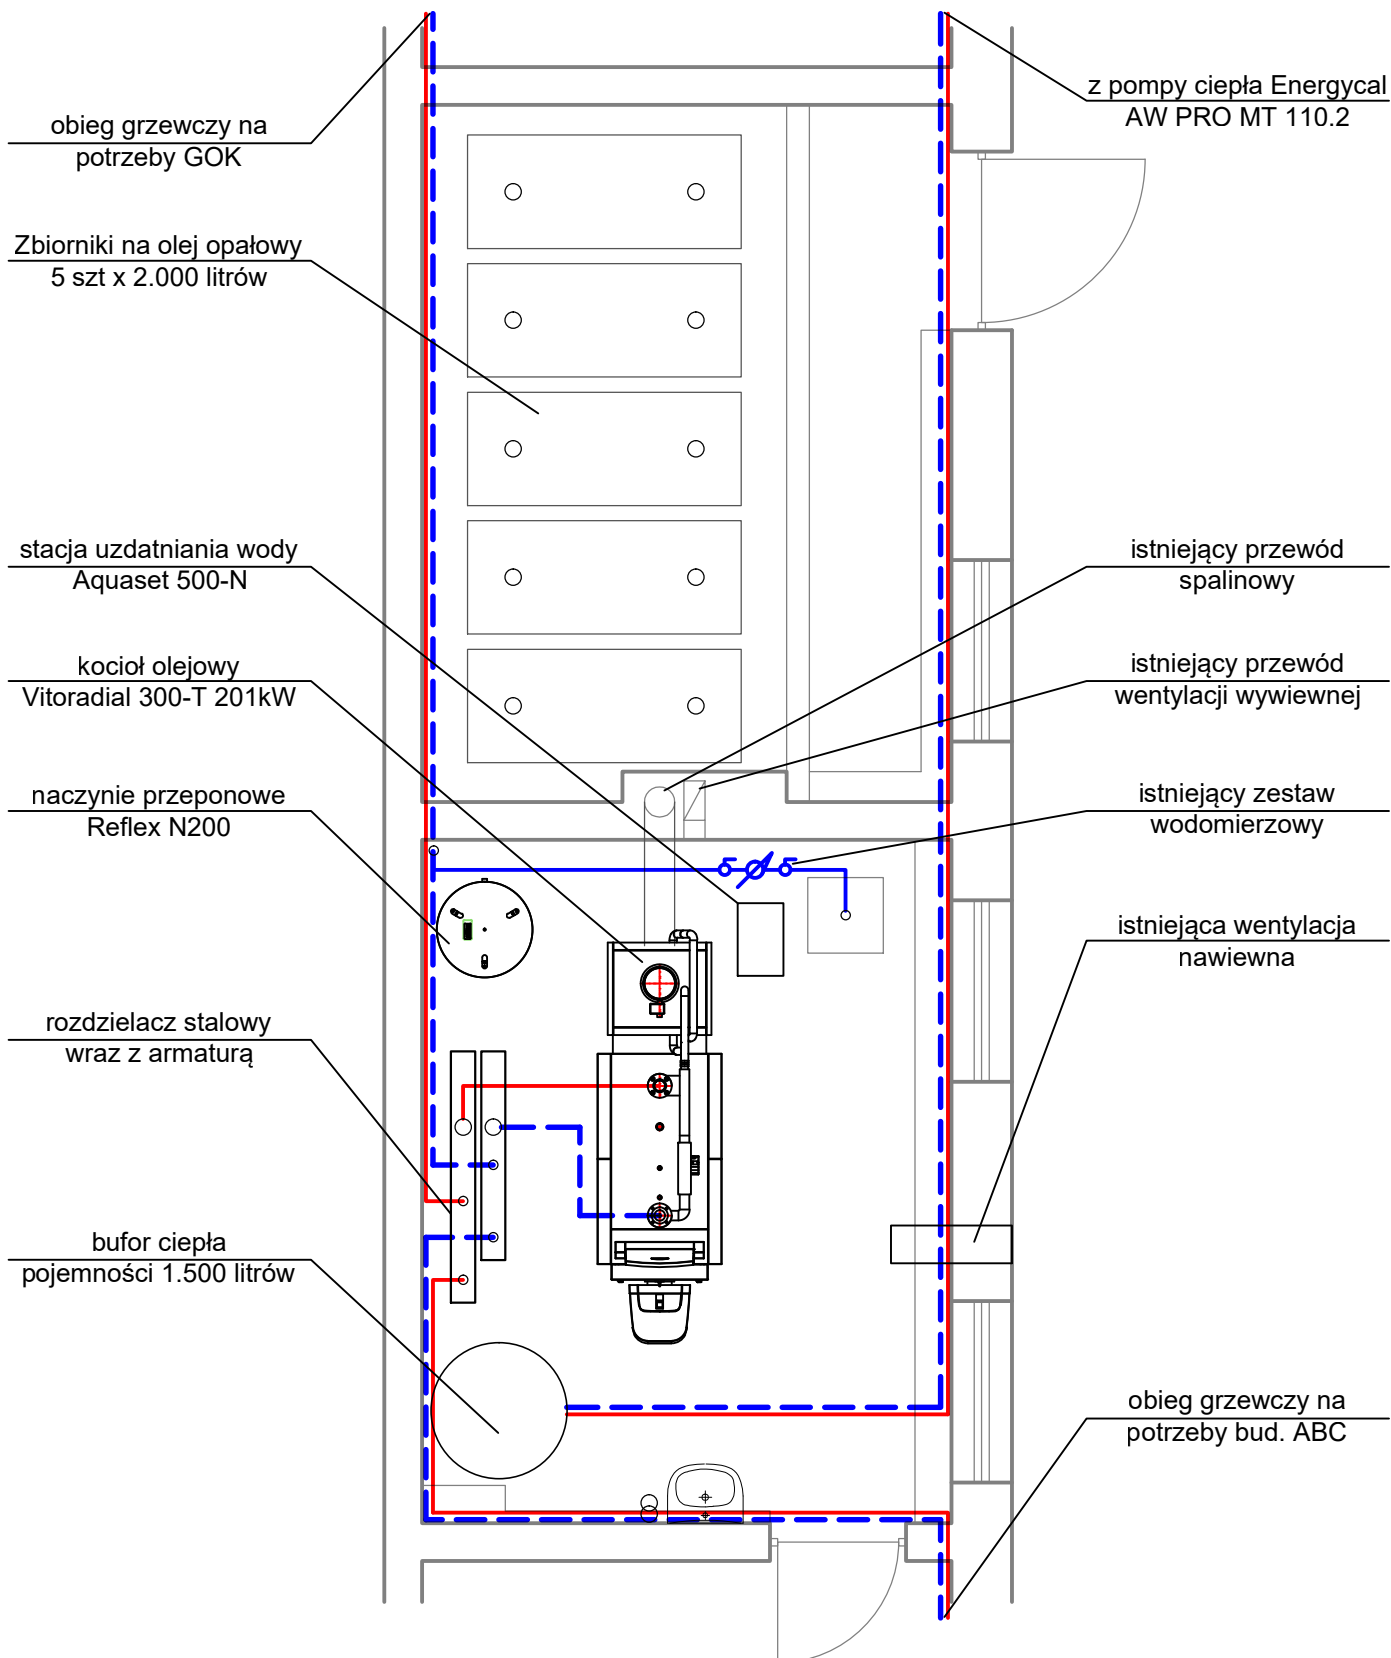 obieg grzewczy na
potrzeby GOK
Zbiorniki na olej opałowy
5 szt x 2.000 litrów
stacja uzdatniania wody
Aquaset 500-N
kocioł olejowy
Vitoradial 300-T 201kW
naczynie przeponowe
Reflex N200
rozdzielacz stalowy
wraz z armaturą
bufor ciepła
pojemności 1.500 litrów
z pompy ciepła Energycal
AW PRO MT 110.2
istniejący przewód
spalinowy
istniejący przewód
wentylacji wywiewnej
istniejący zestaw
wodomierzowy
istniejąca wentylacja
nawiewna
obieg grzewczy na
potrzeby bud. ABC